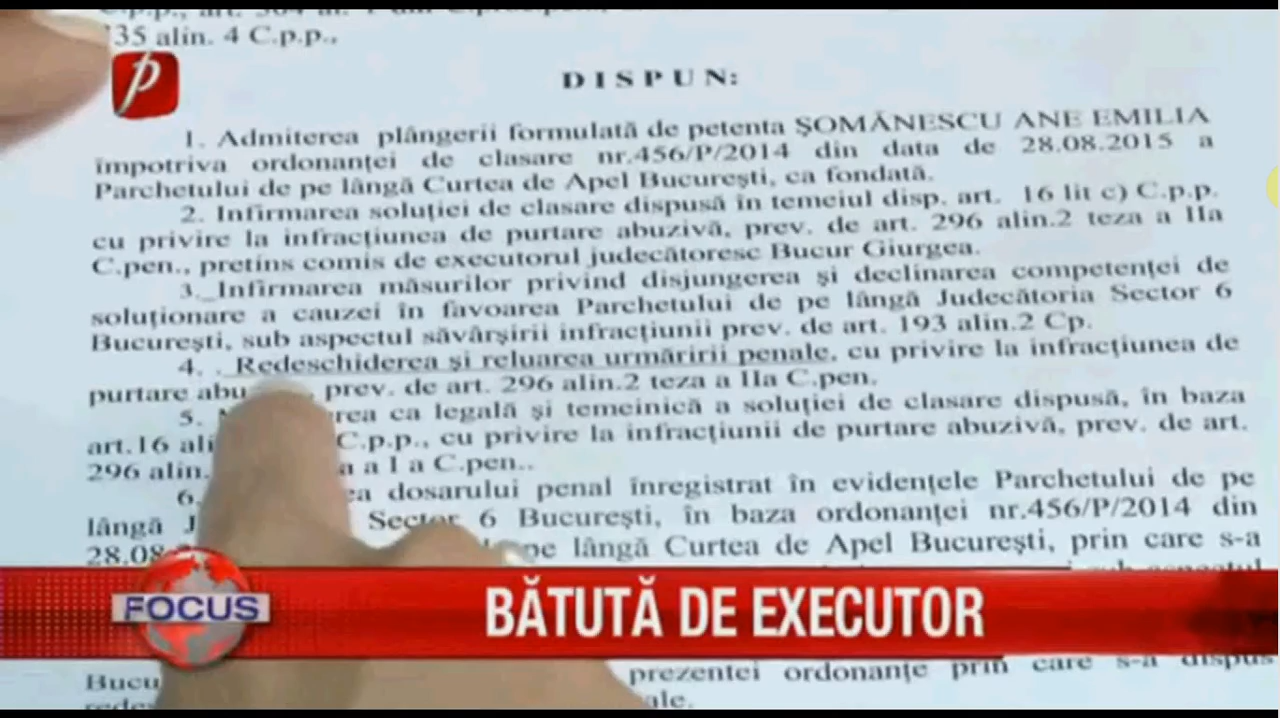 C.p.p., art. 304 al. 1 din C.proc.pen.,
335 alin. 4 C.p.p.,
DISPUN:
1. Admiterea plângerii formulată de petenta ŞOMĂNESCU ANE EMILIA
împotriva ordonanţei de clasare nr.456/P/2014 din data de 28.08.2015 a
Parchetului de pe lângă Curtea de Apel Bucureşti, ca fondată.
2. Infirmarea soluţiei de clasare dispusă în temeiul disp. art. 16 lit c) C.p.p.
cu privire la infracţiunea de purtare abuzivă, prev. de art. 296 alin.2 teza a IIa
C.pen., pretins comis de executorul judecătoresc Bucur Giurgea.
3. Infirmarea măsurilor privind disjungerea şi declinarea competenţei de
soluţionare a cauzei în favoarea Parchetului de pe lângă Judecătoria Sector 6
Bucureşti, sub aspectul săvârşirii infracţiunii prev. de art. 193 alin.2 Cp.
4. . Redeschiderea şi reluarea urmăririi penale, cu privire la infracţiunea de
purtare abu , prev. de art. 296 alin.2 teza a IIa C.pen.
5. rea ca legală şi temeinică a soluţiei de clasare dispusă, în baza
art.16 ali C.p.p., cu privire la infracţiunii de purtare abuzivă, prev. de art.
296 alin. a a I a C.pen..
6. ea dosarului penal înregistrat în evidenţele Parchetului de pe
lângă J Sector 6 Bucureşti, în baza ordonanţei nr.456/P/2014 din
28.08 pe lângă Curtea de Apel Bucureşti, prin care s-a
FOCUS
BĂTUTĂ DE EXECUTOR
Bucu prezentei ordonanţe prin care s-a dispus